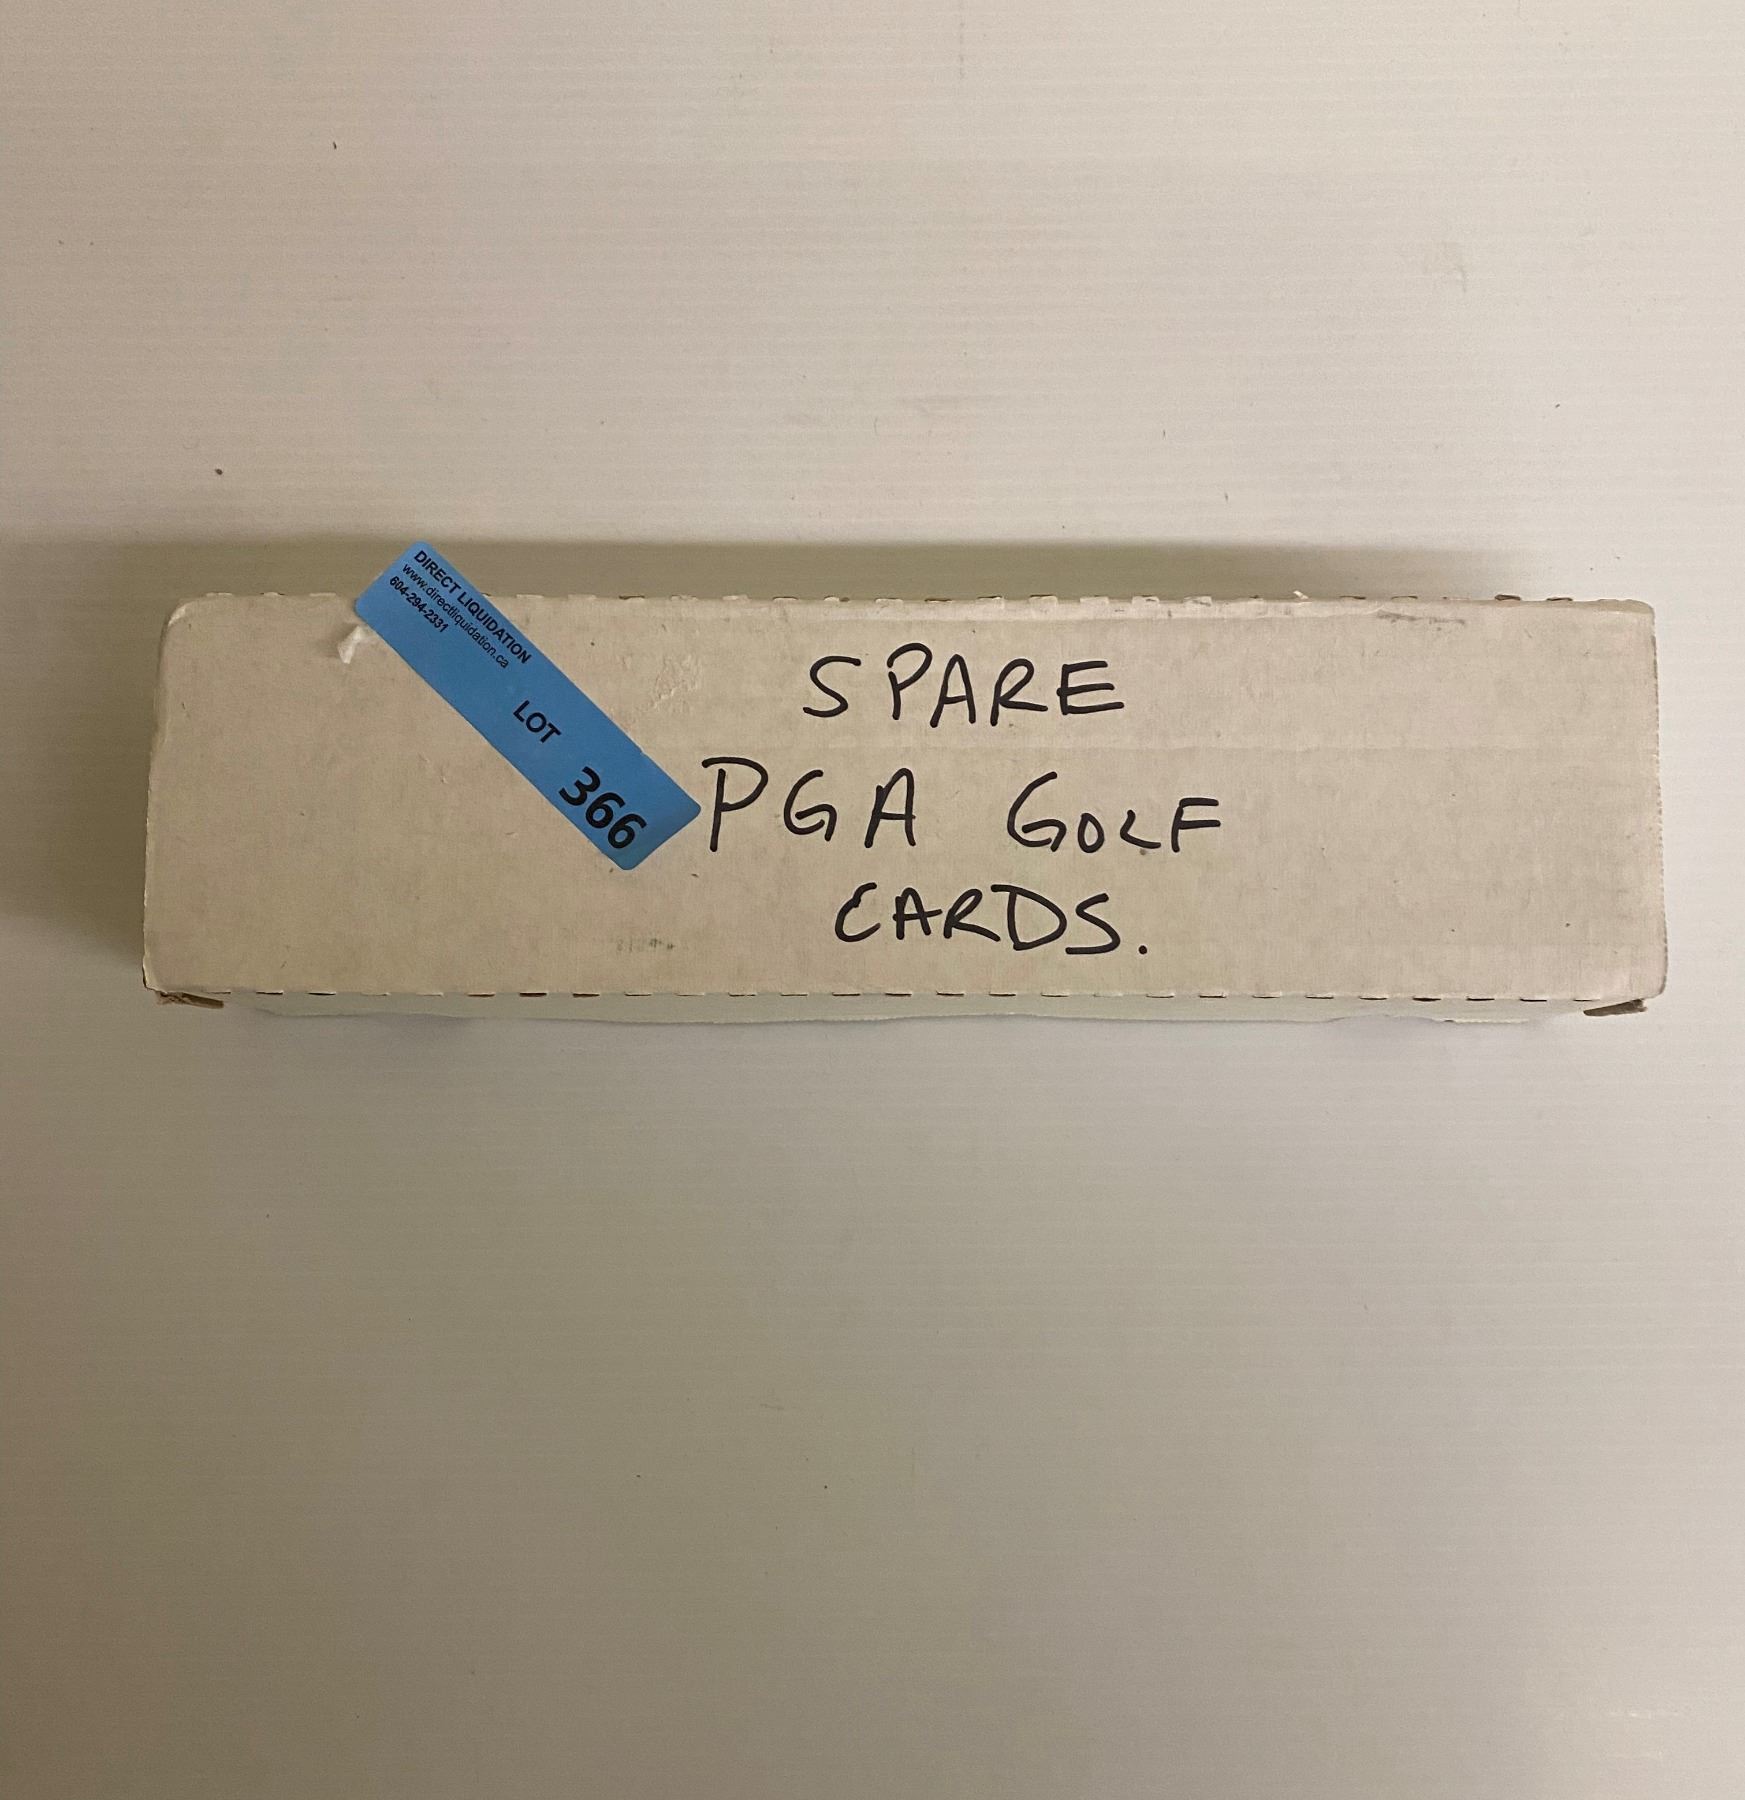 DIRECT LIQUIDATION
www.directliquidation.ca
604-294-2331
LOT 366
SPARE
PGA GOLF
CARDS.